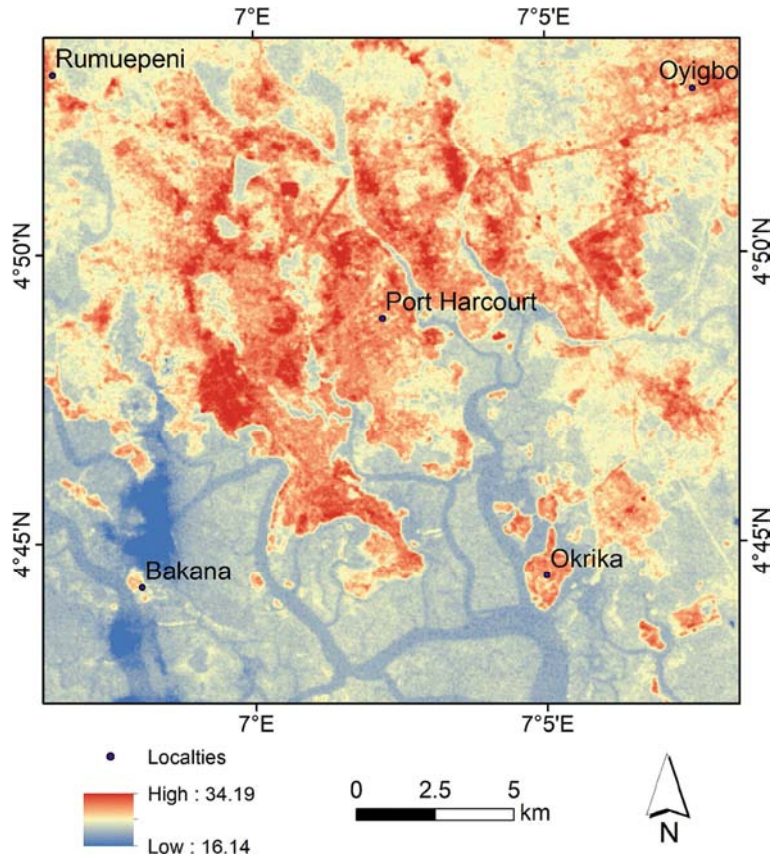 7°E 7°5'E
Rumuepeni
Oyigbo
4°50'N 4°50'N
Port Harcourt
4°45'N 4°45'N
Bakana
Okrika
7°E 7°5'E
Localties
High : 34.19
Low : 16.14
0 2.5 5
km
N